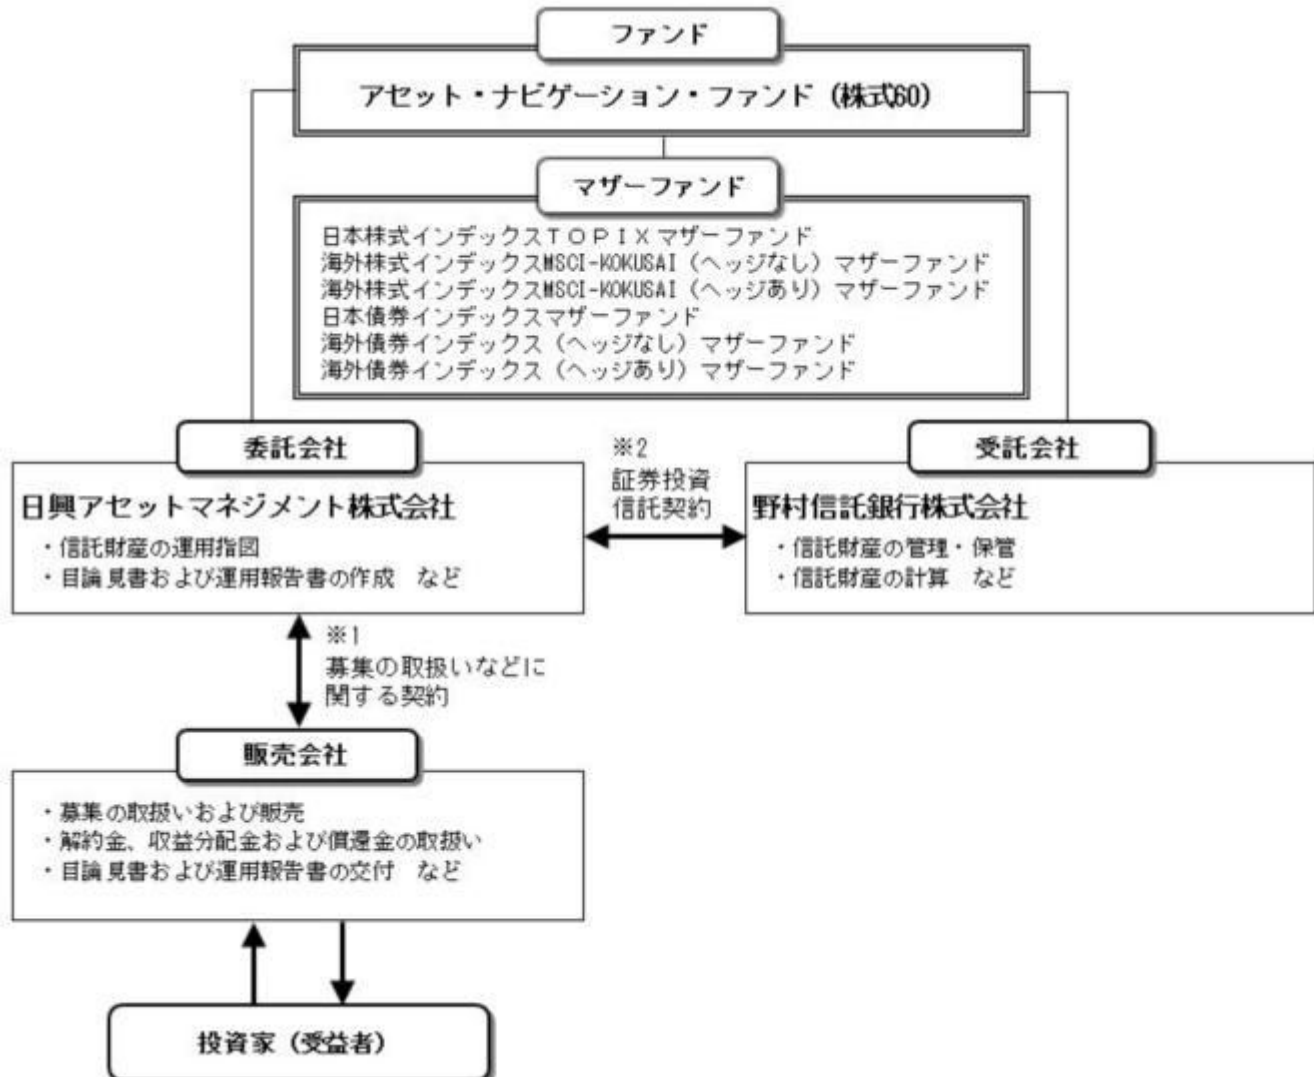 ファンド
アセット・ナビゲーション・ファンド（株式60）
マザーファンド
日本株式インデックスＴＯＰＩＸマザーファンド
海外株式インデックスMSCI-KOKUSAI（ヘッジなし）マザーファンド
海外株式インデックスMSCI-KOKUSAI（ヘッジあり）マザーファンド
日本債券インデックスマザーファンド
海外債券インデックス（ヘッジなし）マザーファンド
海外債券インデックス（ヘッジあり）マザーファンド
委託会社
日興アセットマネジメント株式会社
・信託財産の運用指図
・目論見書および運用報告書の作成　など
※2
証券投資
信託契約
受託会社
野村信託銀行株式会社
・信託財産の管理・保管
・信託財産の計算　など
※1
募集の取扱いなどに
関する契約
販売会社
・募集の取扱いおよび販売
・解約金、収益分配金および償還金の取扱い
・目論見書および運用報告書の交付　など
投資家（受益者）